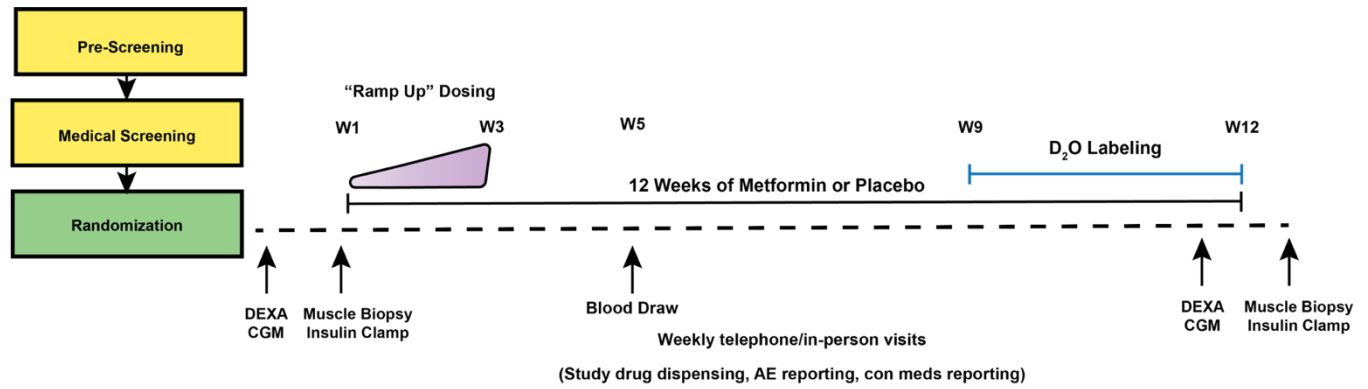 Pre-Screening
Medical Screening
Randomization
“Ramp Up” Dosing
W1
W3
W5
W9
W12
D₂O Labeling
12 Weeks of Metformin or Placebo
DEXA
CGM
Muscle Biopsy
Insulin Clamp
Blood Draw
DEXA
CGM
Muscle Biopsy
Insulin Clamp
Weekly telephone/in-person visits
(Study drug dispensing, AE reporting, con meds reporting)